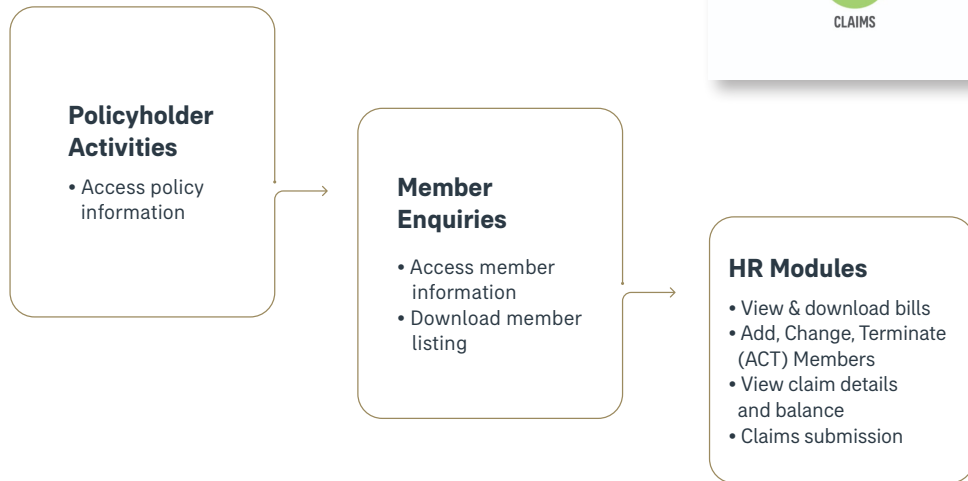 CLAIMS
Policyholder
Activities
• Access policy
information
Member
Enquiries
• Access member
information
• Download member
listing
HR Modules
• View & download bills
• Add, Change, Terminate
(ACT) Members
• View claim details
and balance
• Claims submission